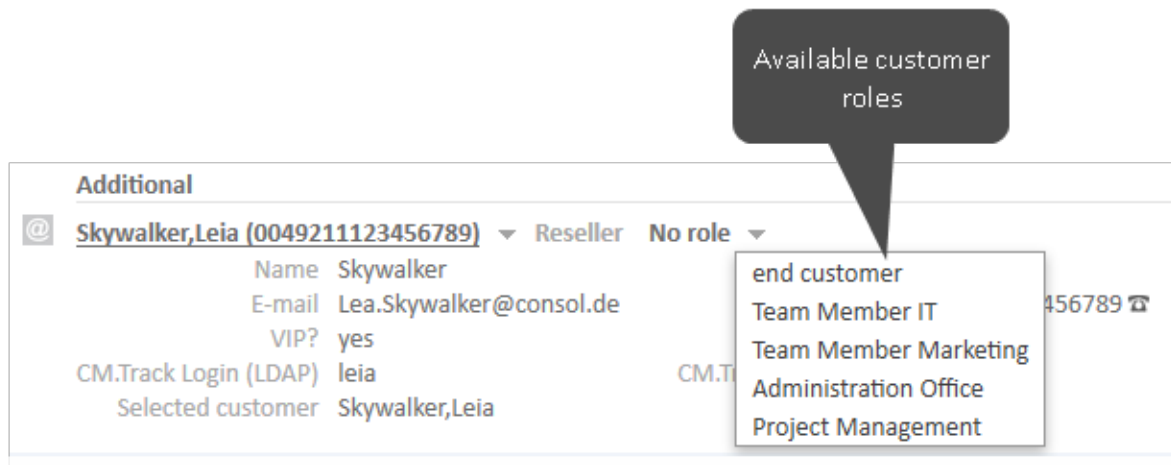 Available customer
roles
Additional
@ Skywalker,Leia (0049211123456789) Reseller No role
Name Skywalker
end customer
E-mail Lea.Skywalker@consol.de
Team Member IT
456789
VIP? yes
Team Member Marketing
CM.Track Login (LDAP) leia
CM.T
Administration Office
Selected customer Skywalker,Leia
Project Management